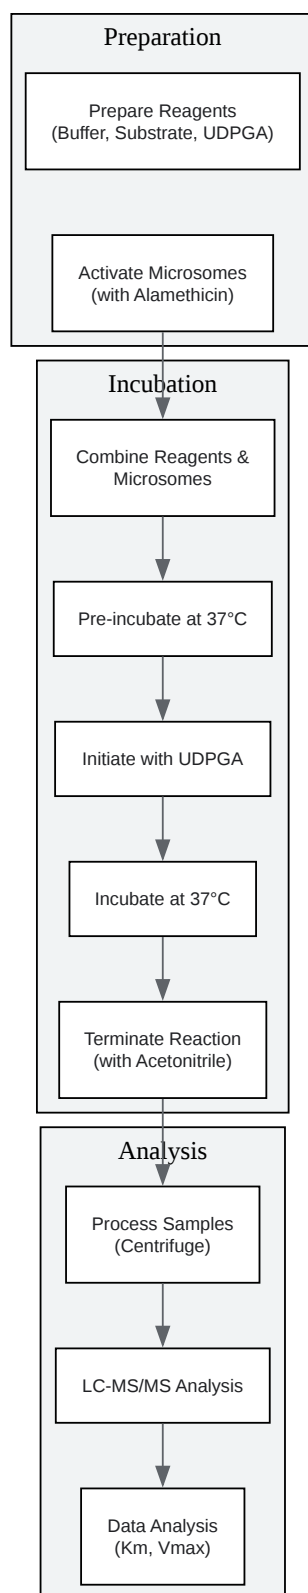 Preparation
Prepare Reagents
(Buffer, Substrate, UDPGA)
Activate Microsomes
(with Alamethicin)
Incubation
Combine Reagents &
Microsomes
Pre-incubate at 37°C
Initiate with UDPGA
Incubate at 37°C
Terminate Reaction
(with Acetonitrile)
Analysis
Process Samples
(Centrifuge)
LC-MS/MS Analysis
Data Analysis
(Km, Vmax)